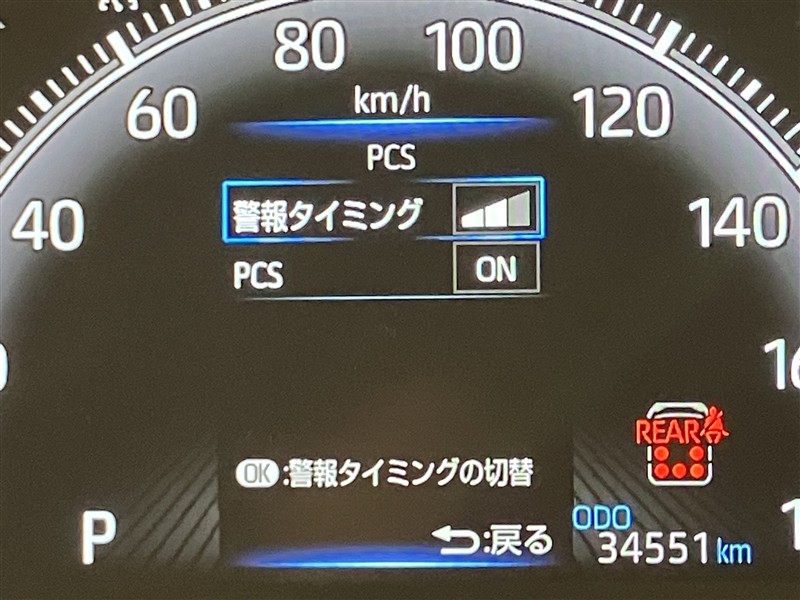 80 100
60 km/h 120
PCS
40 警報タイミング 140
PCS ON
REAR
OK:警報タイミングの切替
P :戻る ODO
34551 km